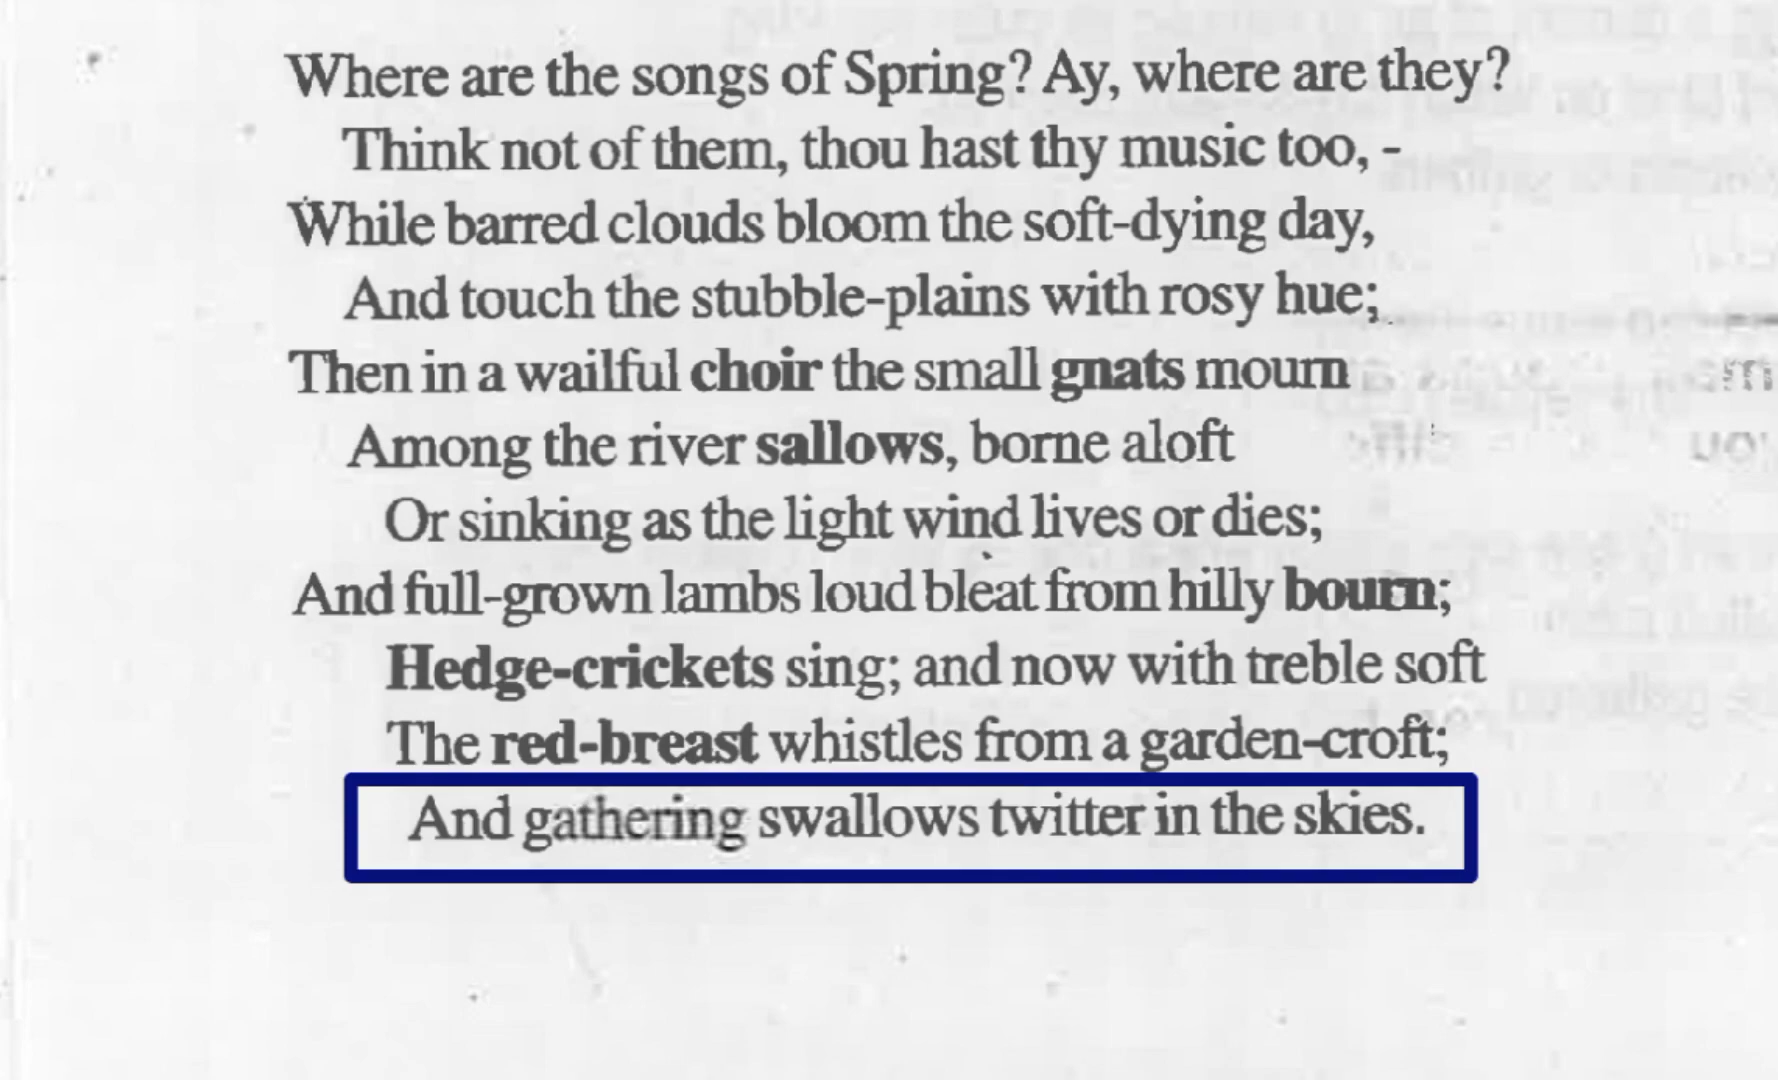 Where are the songs of Spring? Ay, where are they?
Think not of them, thou hast thy music too, -
While barred clouds bloom the soft-dying day,
And touch the stubble-plains with rosy hue;
Then in a wailful choir the small gnats mourn
Among the river sallows, borne aloft
Or sinking as the light wind lives or dies;
And full-grown lambs loud bleat from hilly bourn;
Hedge-crickets sing; and now with treble soft
The red-breast whistles from a garden-croft;
And gathering swallows twitter in the skies.